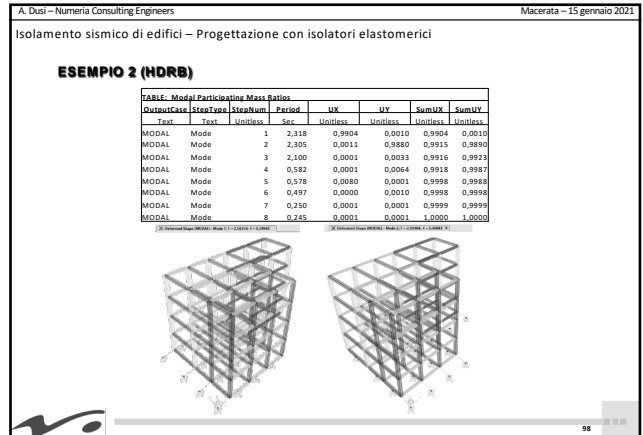 A. Dusi – Numeria Consulting Engineers Macerata – 15 gennaio 2021
Isolamento sismico di edifici – Progettazione con isolatori elastomerici
ESEMPIO 2 (HDRB)
TABLE: Modal Participating Mass Ratios
OutputCase StepType StepNum Period UX UY SumUX SumUY
Text Text Unitless Sec Unitless Unitless Unitless Unitless
MODAL Mode 1 2,318 0,9904 0,0010 0,9904 0,0010
MODAL Mode 2 2,305 0,0011 0,9880 0,9915 0,9890
MODAL Mode 3 2,100 0,0001 0,0033 0,9916 0,9923
MODAL Mode 4 0,582 0,0001 0,0064 0,9918 0,9987
MODAL Mode 5 0,578 0,0080 0,0001 0,9998 0,9988
MODAL Mode 6 0,497 0,0000 0,0010 0,9998 0,9998
MODAL Mode 7 0,250 0,0001 0,0001 0,9999 0,9999
MODAL Mode 8 0,245 0,0001 0,0001 1,0000 1,0000
98